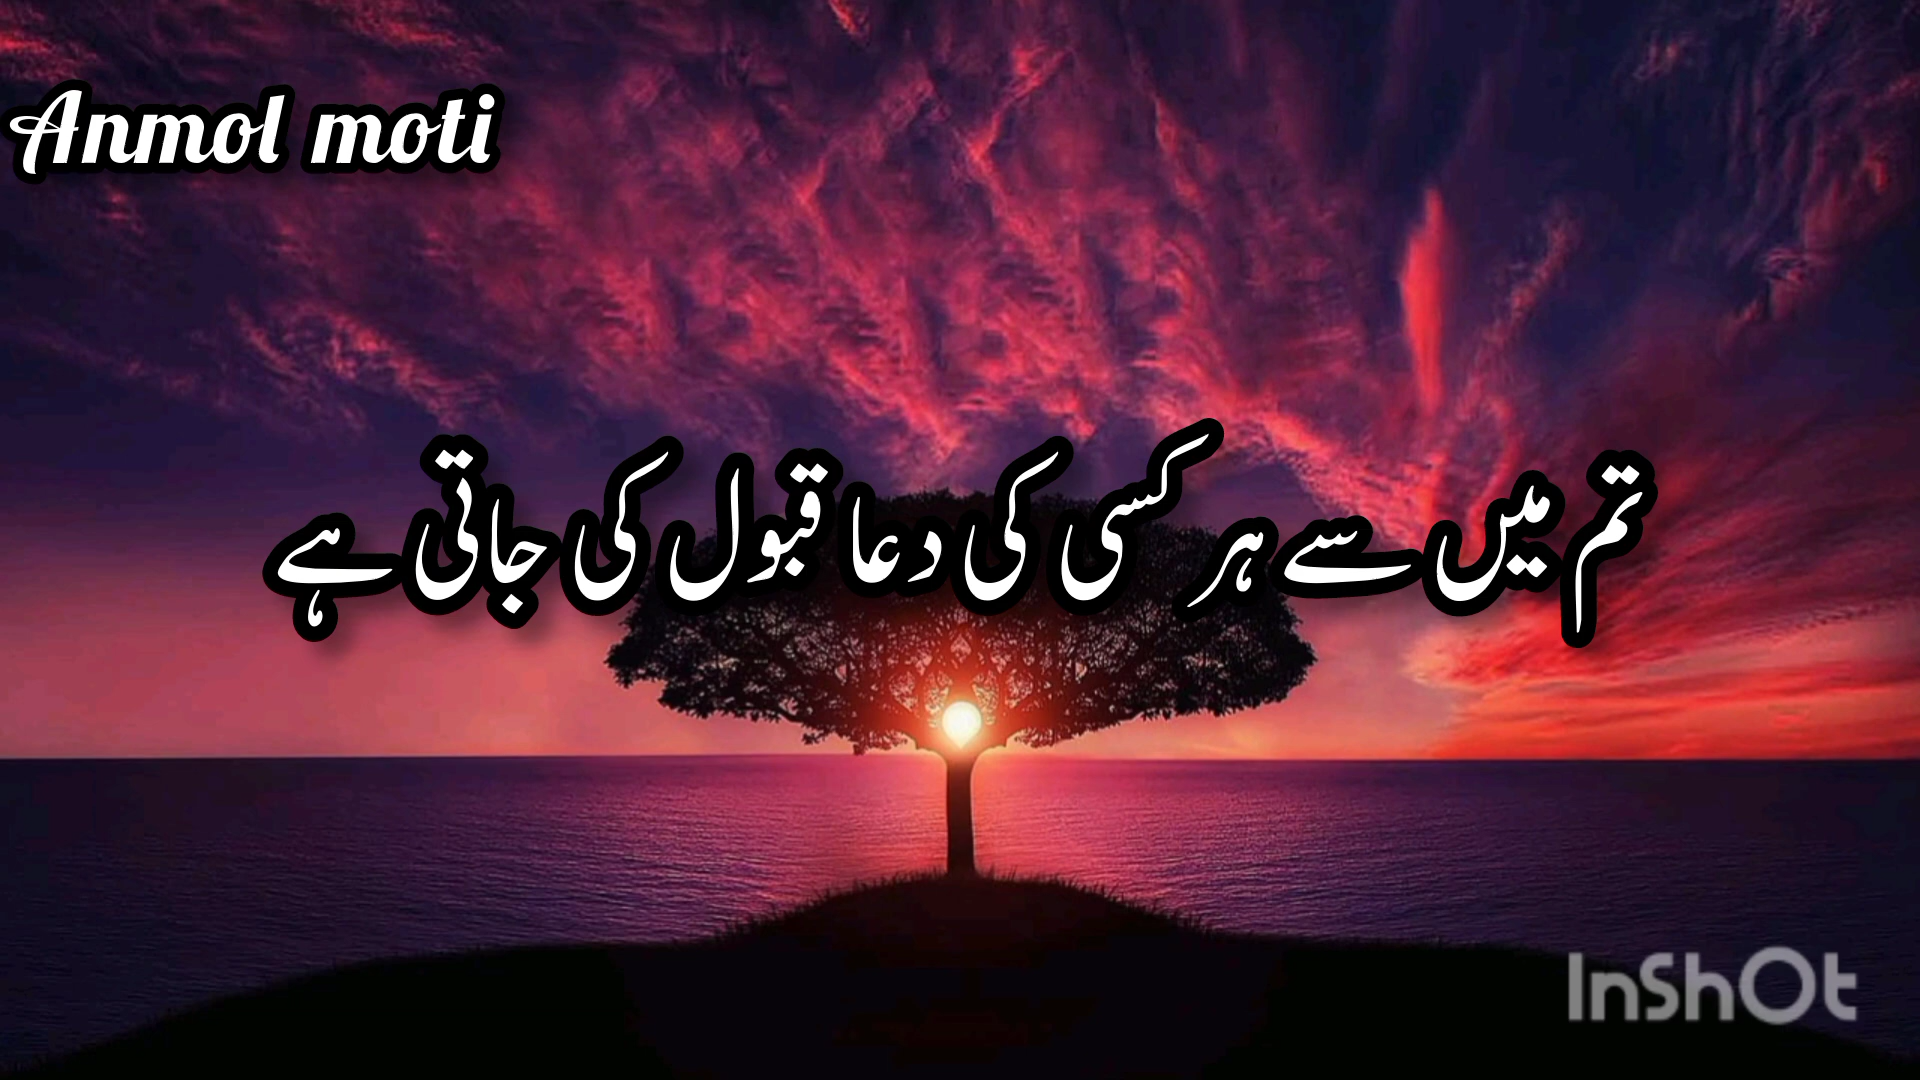 Anmol moti
تم میں سے ہر کسی کی دعا قبول کی جاتی ہے
InShOt